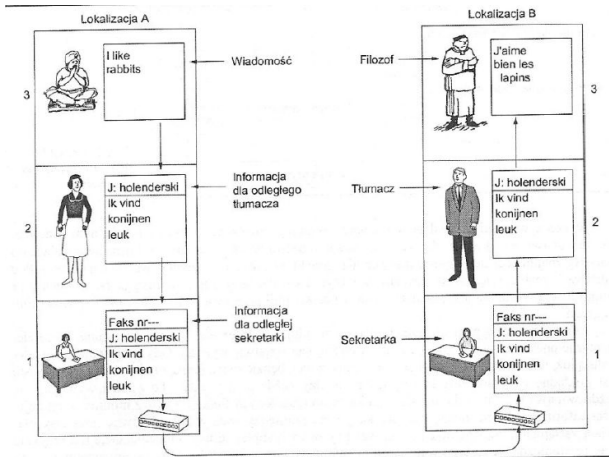 Lokalizacja A
Lokalizacja B
I like
rabbits
Wiadomość
Filozof
J'aime
bien les
lapins
3
3
J: holenderski
Ik vind
konijnen
leuk
Informacja
dla odległego
tłumacza
Tłumacz
J: holenderski
Ik vind
konijnen
leuk
2
2
Faks nr---
J: holenderski
Ik vind
konijnen
leuk
Informacja
dla odległej
sekretarki
Sekretarka
Faks nr---
J: holenderski
Ik vind
konijnen
leuk
1
1